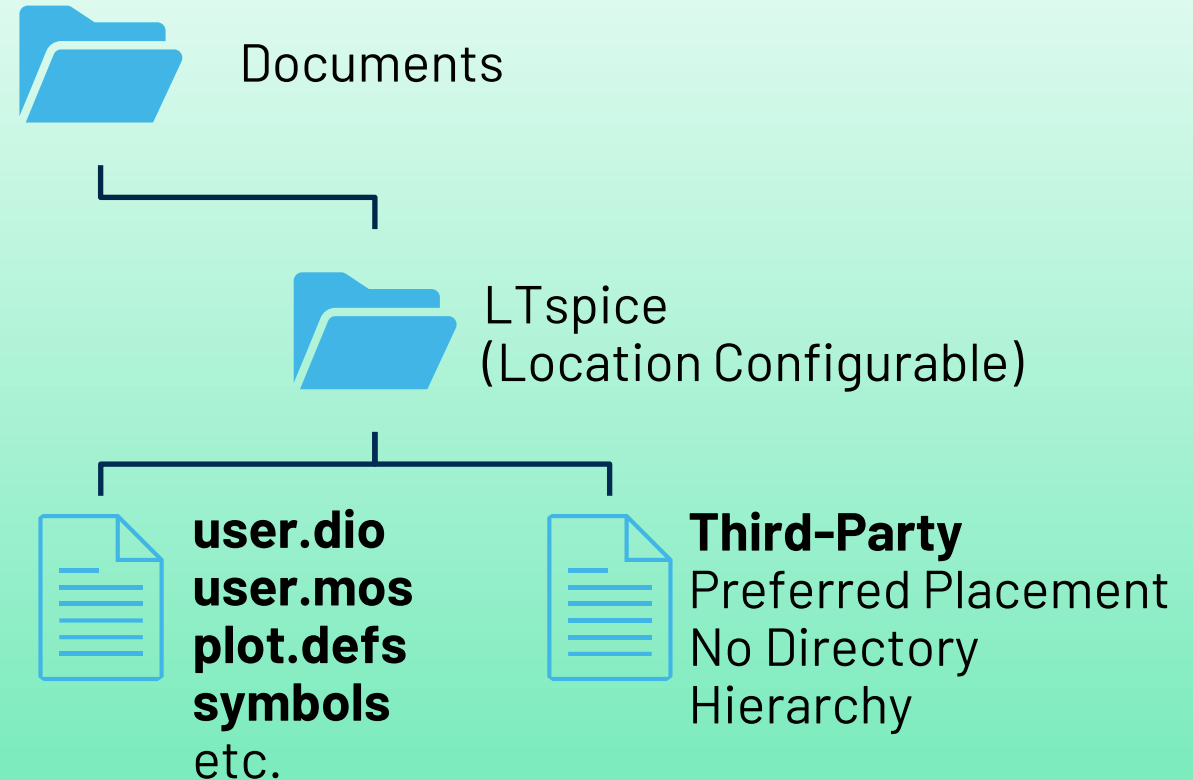 Documents
LTspice
(Location Configurable)
user.dio
user.mos
plot.defs
symbols
etc.
Third-Party
Preferred Placement
No Directory
Hierarchy